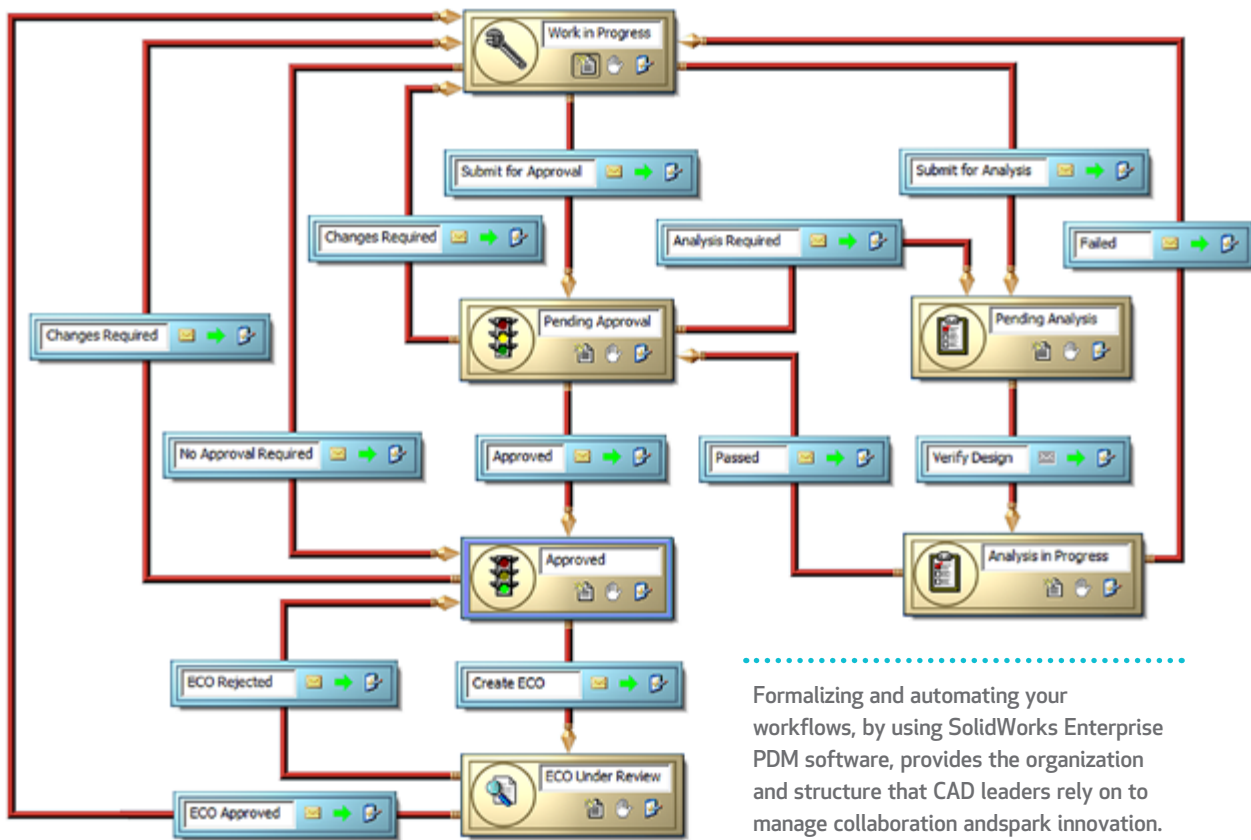 Work in Progress
Submit for Approval
Submit for Analysis
Changes Required
Analysis Required
Failed
Pending Approval
Pending Analysis
Changes Required
No Approval Required
Approved
Passed
Verify Design
Approved
Analysis in Progress
ECO Rejected
Create ECO
ECO Under Review
ECO Approved
Formalizing and automating your
workflows, by using SolidWorks Enterprise
PDM software, provides the organization
and structure that CAD leaders rely on to
manage collaboration andspark innovation.